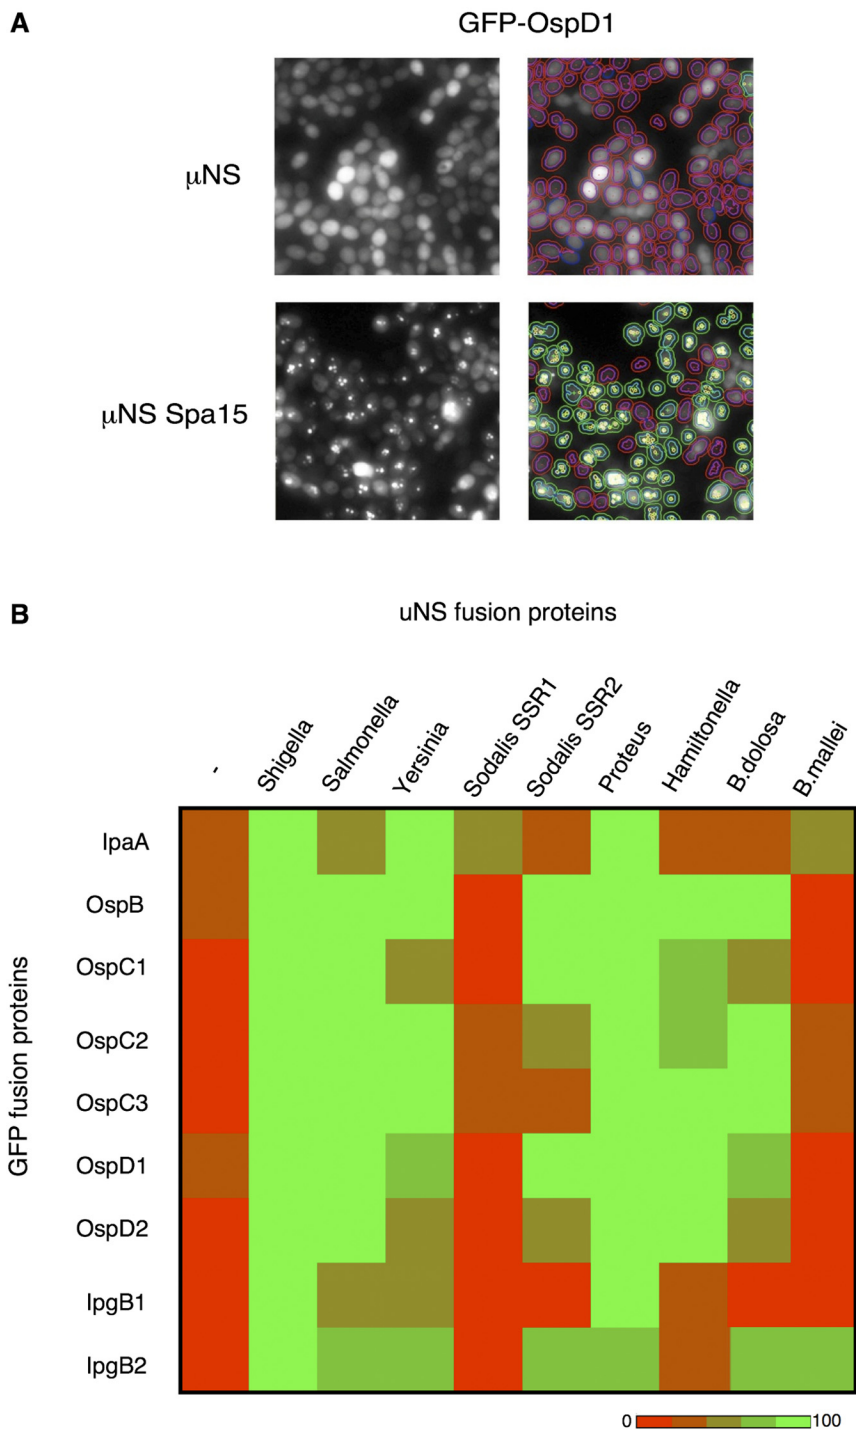 A
GFP-OspD1
μNS
μNS Spa15
B
uNS fusion proteins
-
Shigella
Salmonella
Yersinia
Sodalis SSR1
Sodalis SSR2
Proteus
Hamiltonella
B.dolosa
B.mallei
GFP fusion proteins
IpaA
OspB
OspC1
OspC2
OspC3
OspD1
OspD2
IpgB1
IpgB2
0 100